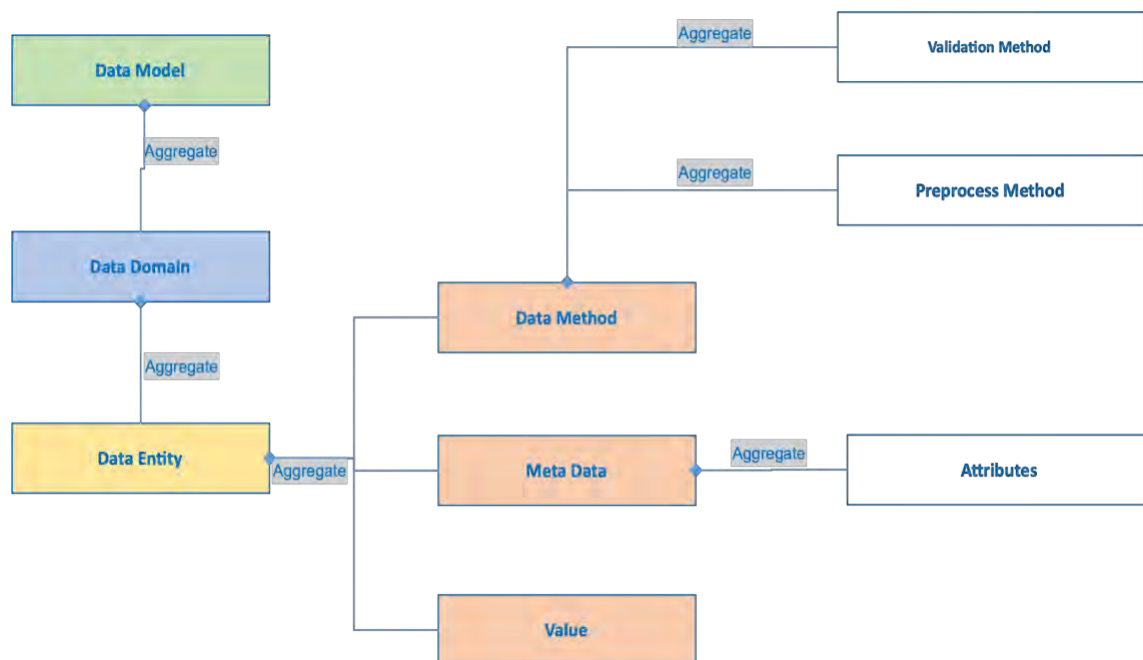 Aggregate
Validation Method
Data Model
Aggregate
Aggregate
Preprocess Method
Data Domain
Data Method
Aggregate
Data Entity
Aggregate
Meta Data
Aggregate
Attributes
Value